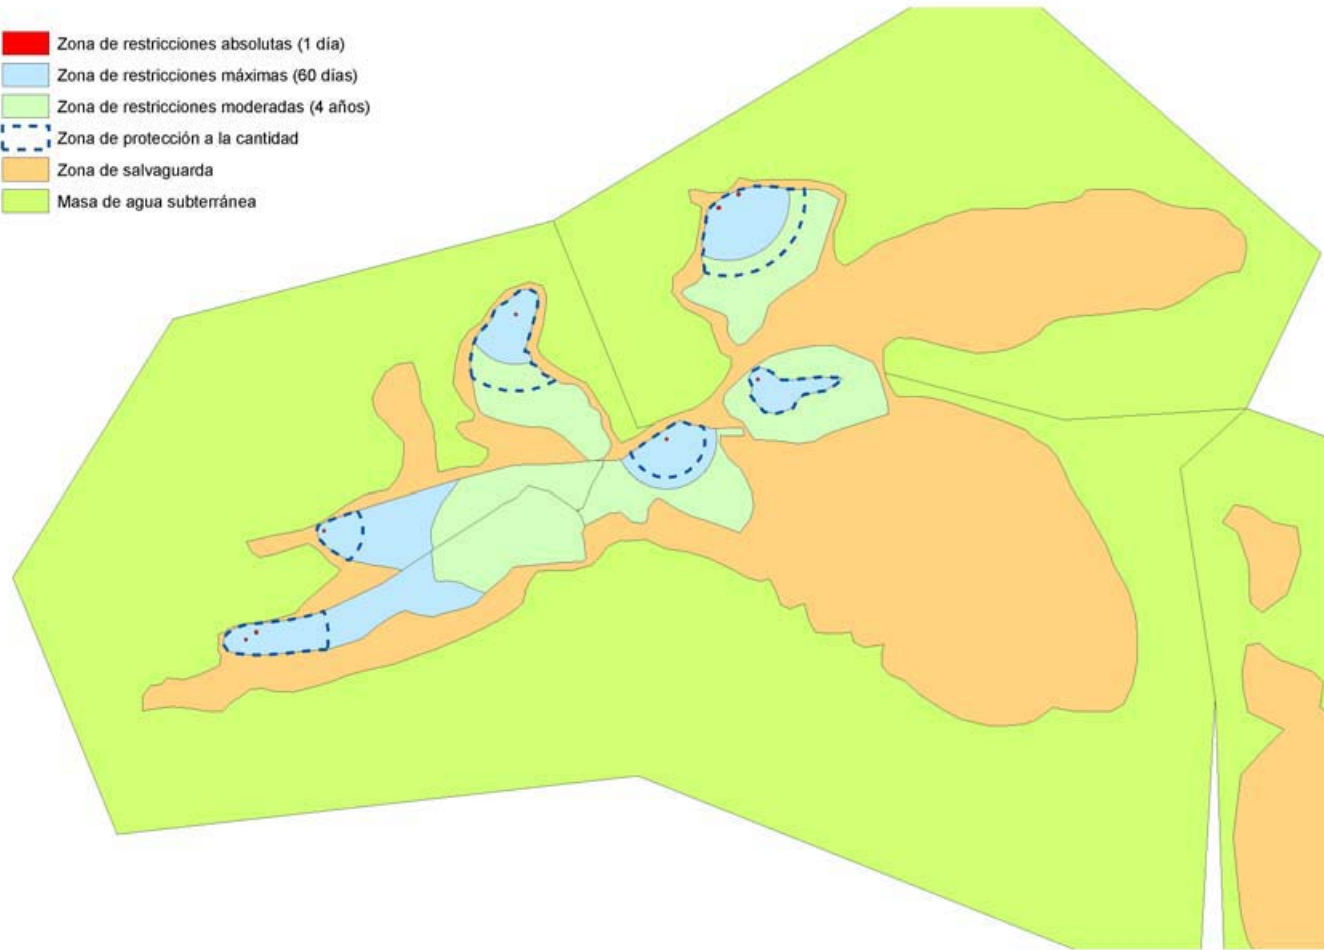 Zona de restricciones absolutas (1 día)
Zona de restricciones máximas (60 días)
Zona de restricciones moderadas (4 años)
Zona de protección a la cantidad
Zona de salvaguarda
Masa de agua subterránea